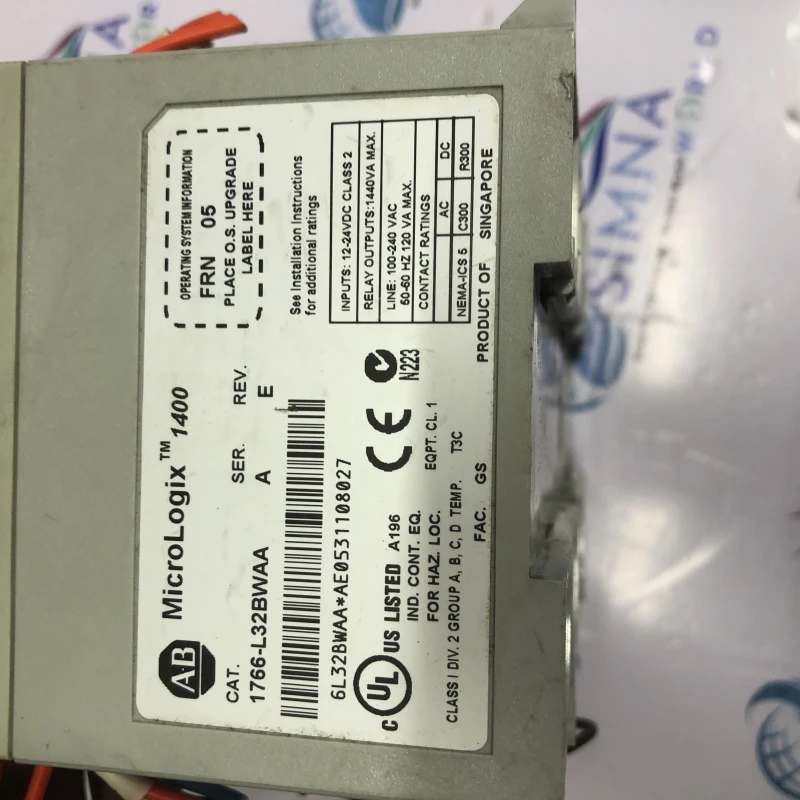 AB
MicroLogix™ 1400
CAT.
SER.
REV.
1766-L32BWAA
A
E
6L32BWAA*AE0531108027
OPERATING SYSTEM INFORMATION
FRN 05
PLACE O.S. UPGRADE
LABEL HERE
See Installation Instructions
for additional ratings
INPUTS: 12-24VDC CLASS 2
RELAY OUTPUTS:1440VA MAX.
LINE: 100-240 VAC
50-60 HZ 120 VA MAX.
CONTACT RATINGS
AC DC
NEMA-ICS 5 C300 R300
C UL US LISTED A196
IND. CONT. EQ.
FOR HAZ. LOC. EQPT. CL. 1
CLASS I DIV. 2 GROUP A, B, C, D TEMP. T3C
CE
N223
FAC. GS
PRODUCT OF SINGAPORE
SIMNA
WORLD